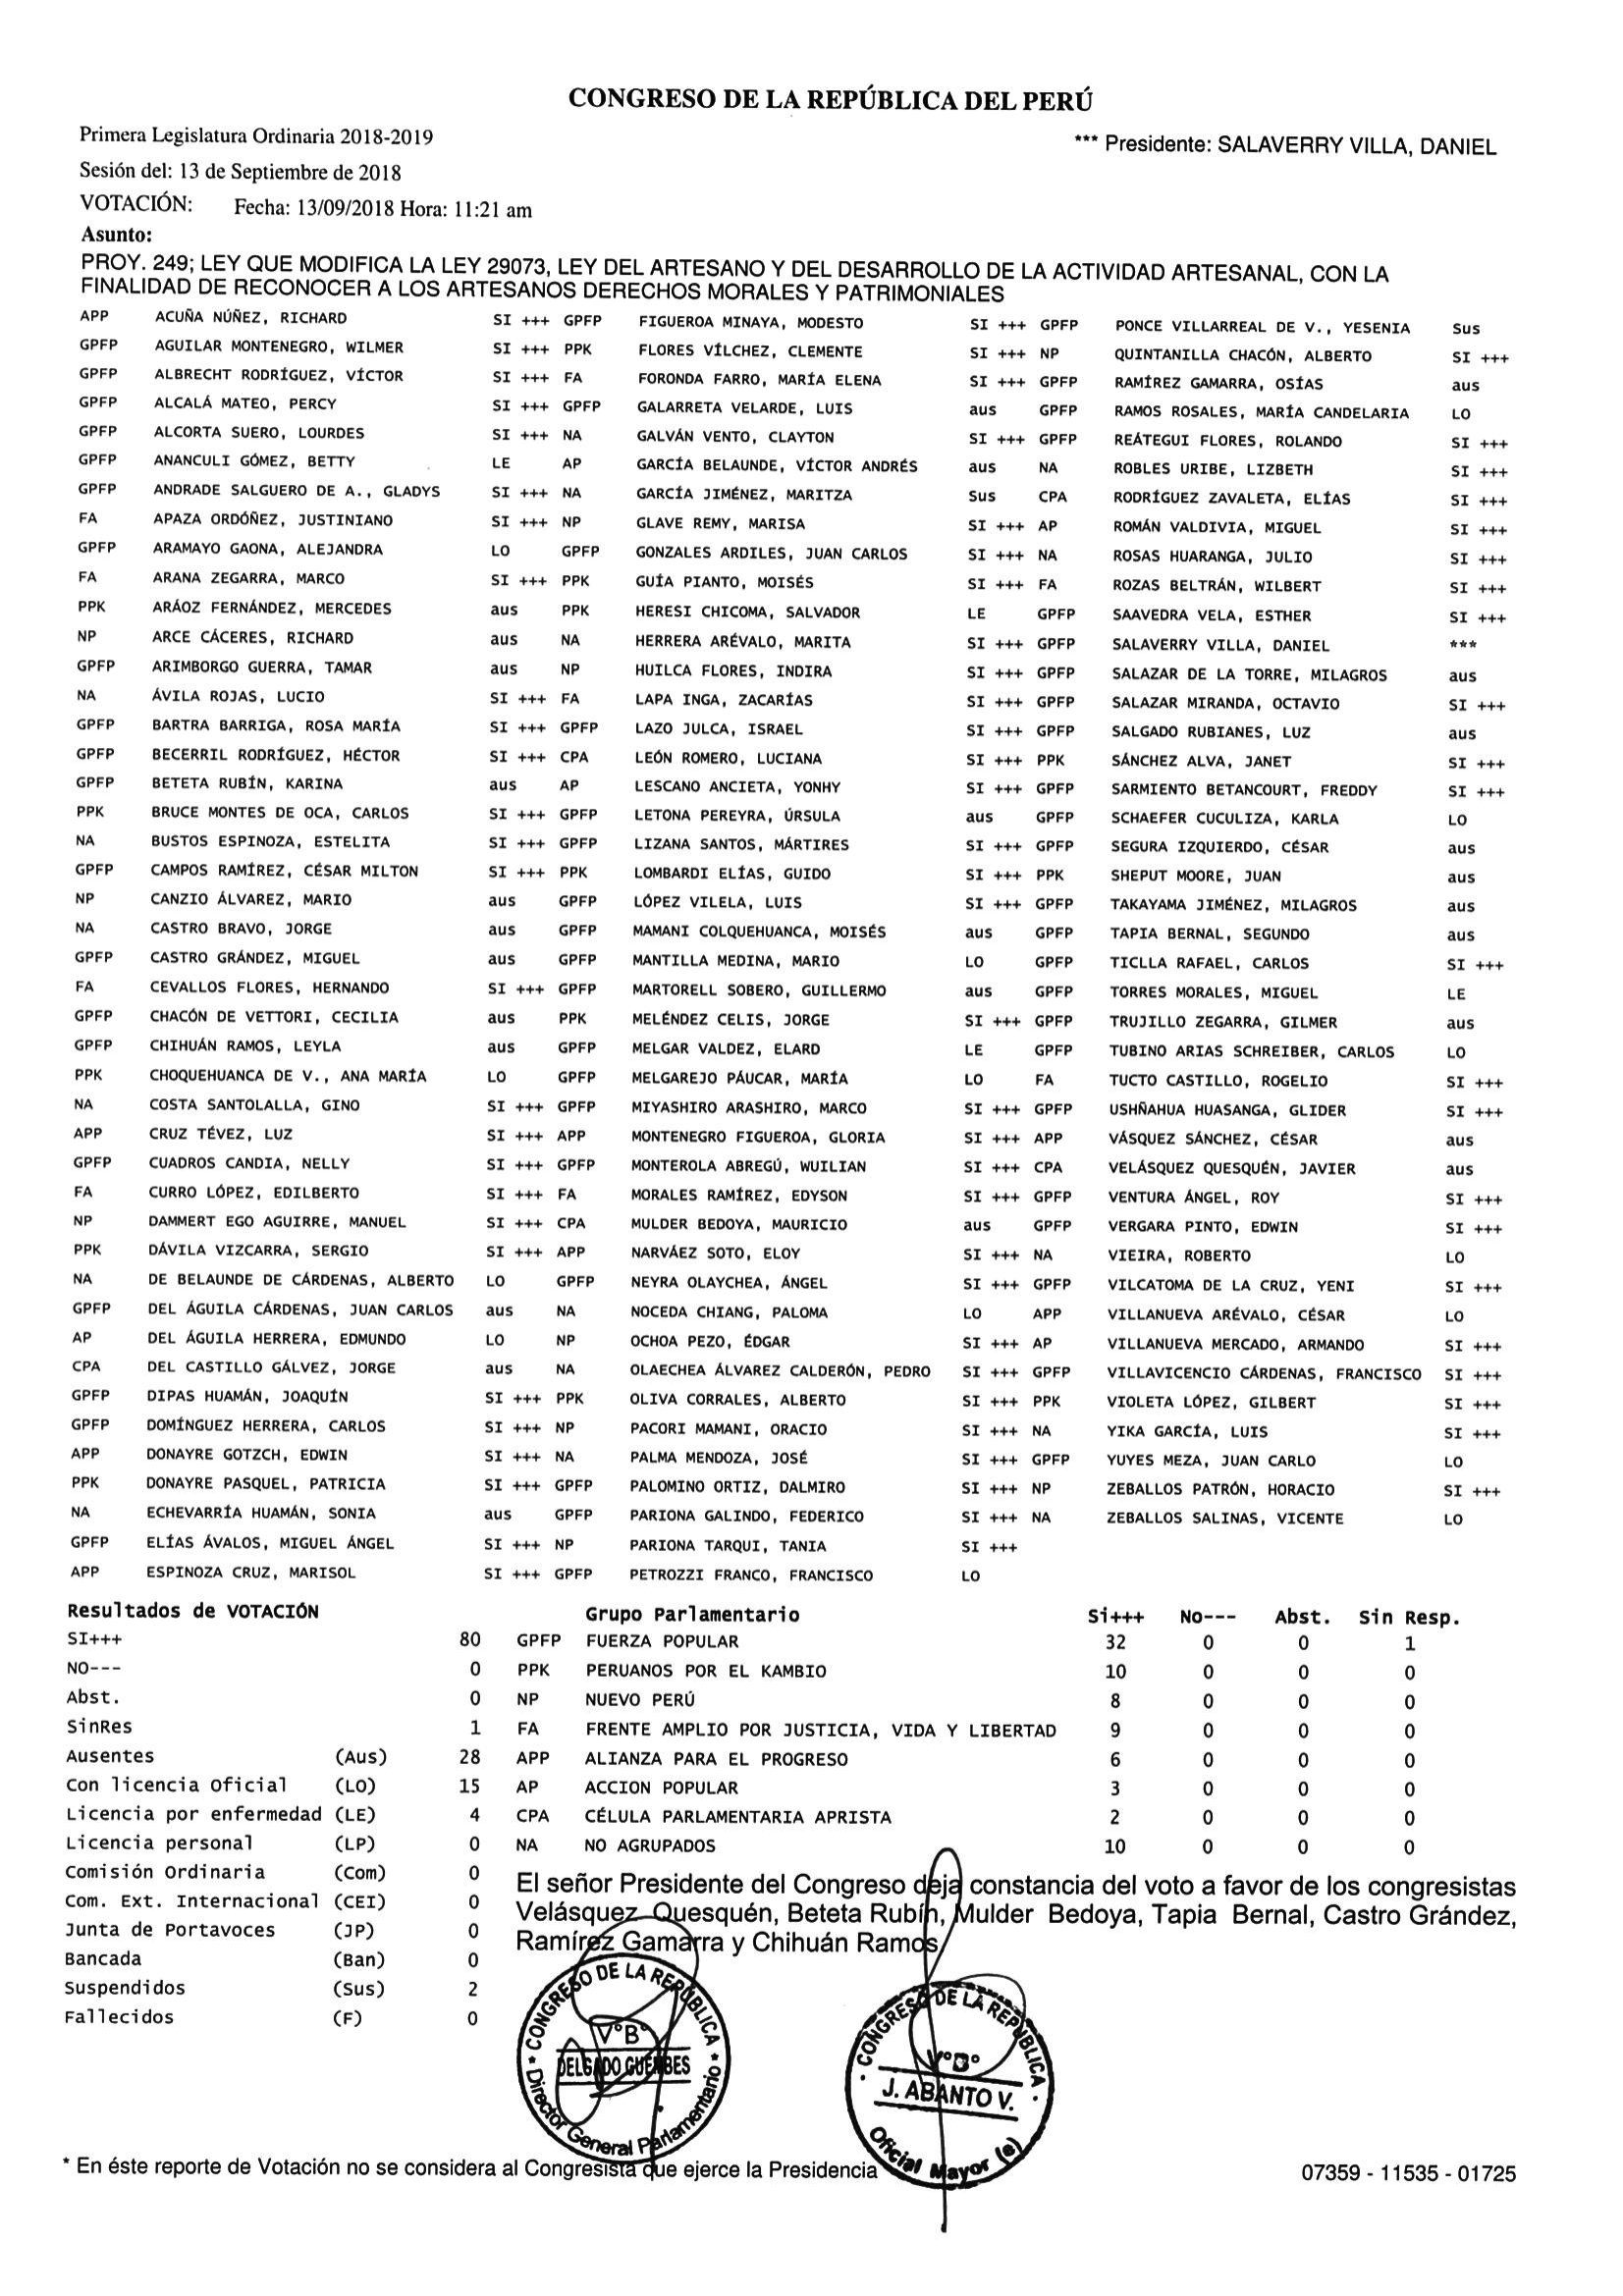 CONGRESO DE LA REPÚBLICA DEL PERÚ
Primera Legislatura Ordinaria 2018-2019
*** Presidente: SALAVERRY VILLA, DANIEL
Sesión del: 13 de Septiembre de 2018
VOTACIÓN: Fecha: 13/09/2018 Hora: 11:21 am
Asunto:
PROY. 249; LEY QUE MODIFICA LA LEY 29073, LEY DEL ARTESANO Y DEL DESARROLLO DE LA ACTIVIDAD ARTESANAL, CON LA
FINALIDAD DE RECONOCER A LOS ARTESANOS DERECHOS MORALES Y PATRIMONIALES
APP ACUÑA NÚÑEZ, RICHARD SI +++ GPFP FIGUEROA MINAYA, MODESTO SI +++ GPFP PONCE VILLARREAL DE V., YESENIA Sus
GPFP AGUILAR MONTENEGRO, WILMER SI +++ PPK FLORES VÍLCHEZ, CLEMENTE SI +++ NP QUINTANILLA CHACÓN, ALBERTO SI +++
GPFP ALBRECHT RODRÍGUEZ, VÍCTOR SI +++ FA FORONDA FARRO, MARÍA ELENA SI +++ GPFP RAMÍREZ GAMARRA, OSÍAS aus
GPFP ALCALÁ MATEO, PERCY SI +++ GPFP GALARRETA VELARDE, LUIS aus GPFP RAMOS ROSALES, MARÍA CANDELARIA LO
GPFP ALCORTA SUERO, LOURDES SI +++ NA GALVÁN VENTO, CLAYTON SI +++ GPFP REÁTEGUI FLORES, ROLANDO SI +++
GPFP ANANCULI GÓMEZ, BETTY LE AP GARCÍA BELAUNDE, VÍCTOR ANDRÉS aus NA ROBLES URIBE, LIZBETH SI +++
GPFP ANDRADE SALGUERO DE A., GLADYS SI +++ NA GARCÍA JIMÉNEZ, MARITZA Sus CPA RODRÍGUEZ ZAVALETA, ELÍAS SI +++
FA APAZA ORDÓÑEZ, JUSTINIANO SI +++ NP GLAVE REMY, MARISA SI +++ AP ROMÁN VALDIVIA, MIGUEL SI +++
GPFP ARAMAYO GAONA, ALEJANDRA LO GPFP GONZALES ARDILES, JUAN CARLOS SI +++ NA ROSAS HUARANGA, JULIO SI +++
FA ARANA ZEGARRA, MARCO SI +++ PPK GUÍA PIANTO, MOISÉS SI +++ FA ROZAS BELTRÁN, WILBERT SI +++
PPK ARÁOZ FERNÁNDEZ, MERCEDES aus PPK HERESI CHICOMA, SALVADOR LE GPFP SAAVEDRA VELA, ESTHER SI +++
NP ARCE CÁCERES, RICHARD aus NA HERRERA ARÉVALO, MARITA SI +++ GPFP SALAVERRY VILLA, DANIEL ***
GPFP ARIMBORGO GUERRA, TAMAR aus NP HUILCA FLORES, INDIRA SI +++ GPFP SALAZAR DE LA TORRE, MILAGROS aus
NA ÁVILA ROJAS, LUCIO SI +++ FA LAPA INGA, ZACARÍAS SI +++ GPFP SALAZAR MIRANDA, OCTAVIO SI +++
GPFP BARTRA BARRIGA, ROSA MARÍA SI +++ GPFP LAZO JULCA, ISRAEL SI +++ GPFP SALGADO RUBIANES, LUZ aus
GPFP BECERRIL RODRÍGUEZ, HÉCTOR SI +++ CPA LEÓN ROMERO, LUCIANA SI +++ PPK SÁNCHEZ ALVA, JANET SI +++
GPFP BETETA RUBÍN, KARINA aus AP LESCANO ANCIETA, YONHY SI +++ GPFP SARMIENTO BETANCOURT, FREDDY SI +++
PPK BRUCE MONTES DE OCA, CARLOS SI +++ GPFP LETONA PEREYRA, ÚRSULA aus GPFP SCHAEFER CUCULIZA, KARLA LO
NA BUSTOS ESPINOZA, ESTELITA SI +++ GPFP LIZANA SANTOS, MÁRTIRES SI +++ GPFP SEGURA IZQUIERDO, CÉSAR aus
GPFP CAMPOS RAMÍREZ, CÉSAR MILTON SI +++ PPK LOMBARDI ELÍAS, GUIDO SI +++ PPK SHEPUT MOORE, JUAN aus
NP CANZIO ÁLVAREZ, MARIO aus GPFP LÓPEZ VILELA, LUIS SI +++ GPFP TAKAYAMA JIMÉNEZ, MILAGROS aus
NA CASTRO BRAVO, JORGE aus GPFP MAMANI COLQUEHUANCA, MOISÉS aus GPFP TAPIA BERNAL, SEGUNDO aus
GPFP CASTRO GRÁNDEZ, MIGUEL aus GPFP MANTILLA MEDINA, MARIO LO GPFP TICLLA RAFAEL, CARLOS SI +++
FA CEVALLOS FLORES, HERNANDO SI +++ GPFP MARTORELL SOBERO, GUILLERMO aus GPFP TORRES MORALES, MIGUEL LE
GPFP CHACÓN DE VETTORI, CECILIA aus PPK MELÉNDEZ CELIS, JORGE SI +++ GPFP TRUJILLO ZEGARRA, GILMER aus
GPFP CHIHUÁN RAMOS, LEYLA aus GPFP MELGAR VALDEZ, ELARD LE GPFP TUBINO ARIAS SCHREIBER, CARLOS LO
PPK CHOQUEHUANCA DE V., ANA MARÍA LO GPFP MELGAREJO PÁUCAR, MARÍA LO FA TUCTO CASTILLO, ROGELIO SI +++
NA COSTA SANTOLALLA, GINO SI +++ GPFP MIYASHIRO ARASHIRO, MARCO SI +++ GPFP USHÑAHUA HUASANGA, GLIDER SI +++
APP CRUZ TÉVEZ, LUZ SI +++ APP MONTENEGRO FIGUEROA, GLORIA SI +++ APP VÁSQUEZ SÁNCHEZ, CÉSAR aus
GPFP CUADROS CANDIA, NELLY SI +++ GPFP MONTEROLA ABREGÚ, WUILIAN SI +++ CPA VELÁSQUEZ QUESQUÉN, JAVIER aus
FA CURRO LÓPEZ, EDILBERTO SI +++ FA MORALES RAMÍREZ, EDYSON SI +++ GPFP VENTURA ÁNGEL, ROY SI +++
NP DAMMERT EGO AGUIRRE, MANUEL SI +++ CPA MULDER BEDOYA, MAURICIO aus GPFP VERGARA PINTO, EDWIN SI +++
PPK DÁVILA VIZCARRA, SERGIO SI +++ APP NARVÁEZ SOTO, ELOY SI +++ NA VIEIRA, ROBERTO LO
NA DE BELAUNDE DE CÁRDENAS, ALBERTO LO GPFP NEYRA OLAYCHEA, ÁNGEL SI +++ GPFP VILCATOMA DE LA CRUZ, YENI SI +++
GPFP DEL ÁGUILA CÁRDENAS, JUAN CARLOS aus NA NOCEDA CHIANG, PALOMA LO APP VILLANUEVA ARÉVALO, CÉSAR LO
AP DEL ÁGUILA HERRERA, EDMUNDO LO NP OCHOA PEZO, ÉDGAR SI +++ AP VILLANUEVA MERCADO, ARMANDO SI +++
CPA DEL CASTILLO GÁLVEZ, JORGE aus NA OLAECHEA ÁLVAREZ CALDERÓN, PEDRO SI +++ GPFP VILLAVICENCIO CÁRDENAS, FRANCISCO SI +++
GPFP DIPAS HUAMÁN, JOAQUÍN SI +++ PPK OLIVA CORRALES, ALBERTO SI +++ PPK VIOLETA LÓPEZ, GILBERT SI +++
GPFP DOMÍNGUEZ HERRERA, CARLOS SI +++ NP PACORI MAMANI, ORACIO SI +++ NA YIKA GARCÍA, LUIS SI +++
APP DONAYRE GOTZCH, EDWIN SI +++ NA PALMA MENDOZA, JOSÉ SI +++ GPFP YUYES MEZA, JUAN CARLO LO
PPK DONAYRE PASQUEL, PATRICIA SI +++ GPFP PALOMINO ORTIZ, DALMIRO SI +++ NP ZEBALLOS PATRÓN, HORACIO SI +++
NA ECHEVARRÍA HUAMÁN, SONIA aus GPFP PARIONA GALINDO, FEDERICO SI +++ NA ZEBALLOS SALINAS, VICENTE LO
GPFP ELÍAS ÁVALOS, MIGUEL ÁNGEL SI +++ NP PARIONA TARQUI, TANIA SI +++
APP ESPINOZA CRUZ, MARISOL SI +++ GPFP PETROZZI FRANCO, FRANCISCO LO
Resultados de VOTACIÓN Grupo Parlamentario Si+++ No--- Abst. Sin Resp.
SI+++ 80 GPFP FUERZA POPULAR 32 0 0 1
NO--- 0 PPK PERUANOS POR EL KAMBIO 10 0 0 0
Abst. 0 NP NUEVO PERÚ 8 0 0 0
SinRes 1 FA FRENTE AMPLIO POR JUSTICIA, VIDA Y LIBERTAD 9 0 0 0
Ausentes (Aus) 28 APP ALIANZA PARA EL PROGRESO 6 0 0 0
Con licencia Oficial (LO) 15 AP ACCION POPULAR 3 0 0 0
Licencia por enfermedad (LE) 4 CPA CÉLULA PARLAMENTARIA APRISTA 2 0 0 0
Licencia personal (LP) 0 NA NO AGRUPADOS 10 0 0 0
Comisión Ordinaria (Com) 0
Com. Ext. Internacional (CEI) 0
Junta de Portavoces (JP) 0
Bancada (Ban) 0
Suspendidos (Sus) 2
Fallecidos (F) 0
El señor Presidente del Congreso deja constancia del voto a favor de los congresistas
Velásquez Quesquén, Beteta Rubín, Mulder Bedoya, Tapia Bernal, Castro Grández,
Ramírez Gamarra y Chihuán Ramos
* CONGRESO DE LA REPÚBLICA *
V°B°
DELGADO GUEMBES
Director General Parlamentario
· CONGRESO DE LA REPUBLICA ·
V°B°
J. ABANTO V.
Oficial Mayor (e)
* En éste reporte de Votación no se considera al Congresista que ejerce la Presidencia
07359 - 11535 - 01725